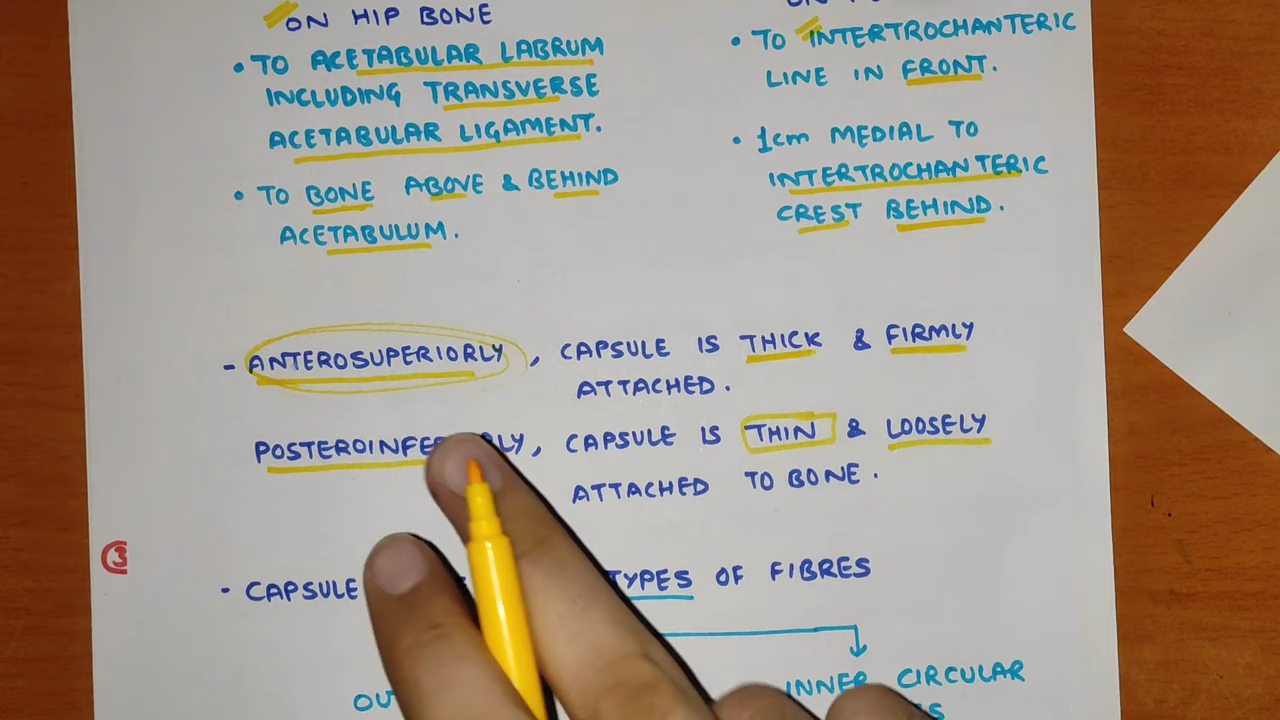 ON HIP BONE
• TO ACETABULAR LABRUM
INCLUDING TRANSVERSE
ACETABULAR LIGAMENT.
• TO BONE ABOVE & BEHIND
ACETABULUM.
• TO INTERTROCHANTERIC
LINE IN FRONT.
• 1cm MEDIAL TO
INTERTROCHANTERIC
CREST BEHIND.
- ANTEROSUPERIORLY, CAPSULE IS THICK & FIRMLY
ATTACHED.
CAPSULE IS THIN & LOOSELY
ATTACHED TO BONE.
3
- CAPSULE TYPES OF FIBRES
INNER CIRCULAR